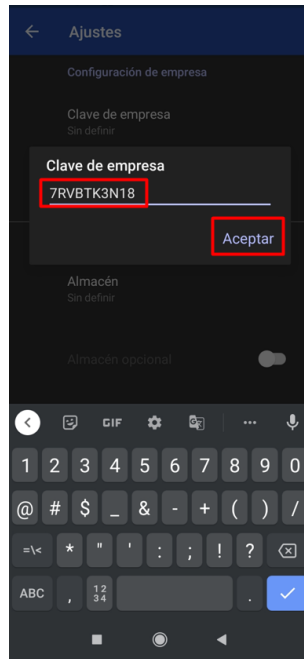 Ajustes
Configuración de empresa
Clave de empresa
Sin definir
Clave de empresa
7RVBTK3N18
Aceptar
Almacén
Sin definir
Almacén opcional
GIF
1 2 3 4 5 6 7 8 9 0
@ # $ _ & - + ( ) /
=\< * " ' : ; ! ?
ABC , 12 34 .